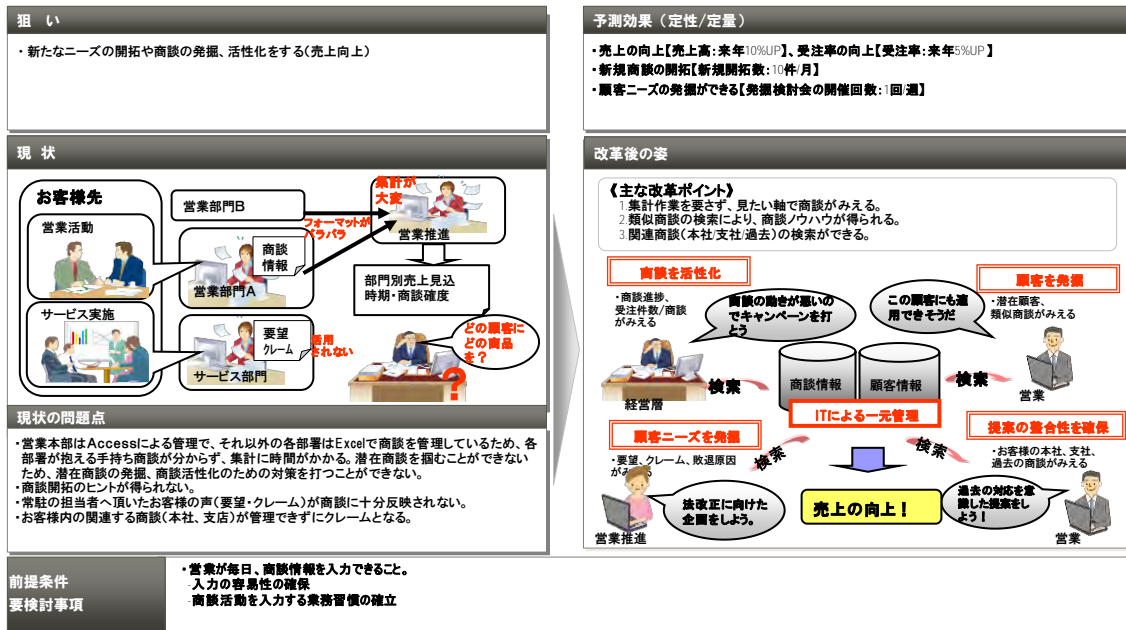 狙 い
・新たなニーズの開拓や商談の発掘、活性化をする(売上向上)
予測効果（定性/定量）
・売上の向上【売上高：来年10%UP】、受注率の向上【受注率：来年5%UP】
・新規商談の開拓【新規開拓数：10件/月】
・顧客ニーズの発掘ができる【発掘検討会の開催回数：1回/週】
現 状
お客様先
営業活動
サービス実施
営業部門B
商談
情報
営業部門A
要望
クレーム
サービス部門
フォーマットが
バラバラ
活用
されない
集計が
大変
営業推進
部門別売上見込
時期・商談確度
どの顧客に
どの商品
を？
?
現状の問題点
・営業本部はAccessによる管理で、それ以外の各部署はExcelで商談を管理しているため、各
部署が抱える手持ち商談が分からず、集計に時間がかかる。潜在商談を掴むことができない
ため、潜在商談の発掘、商談活性化のための対策を打つことができない。
・商談開拓のヒントが得られない。
・常駐の担当者へ頂いたお客様の声(要望・クレーム)が商談に十分反映されない。
・お客様内の関連する商談(本社、支店)が管理できずにクレームとなる。
改革後の姿
《主な改革ポイント》
1.集計作業を要さず、見たい軸で商談がみえる。
2.類似商談の検索により、商談ノウハウが得られる。
3.関連商談(本社/支社/過去)の検索ができる。
商談を活性化
・商談進捗、
受注件数/商談
がみえる
商談の動きが悪いの
でキャンペーンを打
とう
経営層
検索
この顧客にも適
用できそうだ
顧客を発掘
・潜在顧客、
類似商談がみえる
検索
営業
商談情報
顧客情報
ITによる一元管理
顧客ニーズを発掘
・要望、クレーム、敗退原因
がみえる
検索
営業推進
法改正に向けた
企画をしよう。
売上の向上！
提案の整合性を確保
・お客様の本社、支社、
過去の商談がみえる
検索
過去の対応を意
識した提案をし
よう！
営業
前提条件
要検討事項
・営業が毎日、商談情報を入力できること。
-入力の容易性の確保
-商談活動を入力する業務習慣の確立